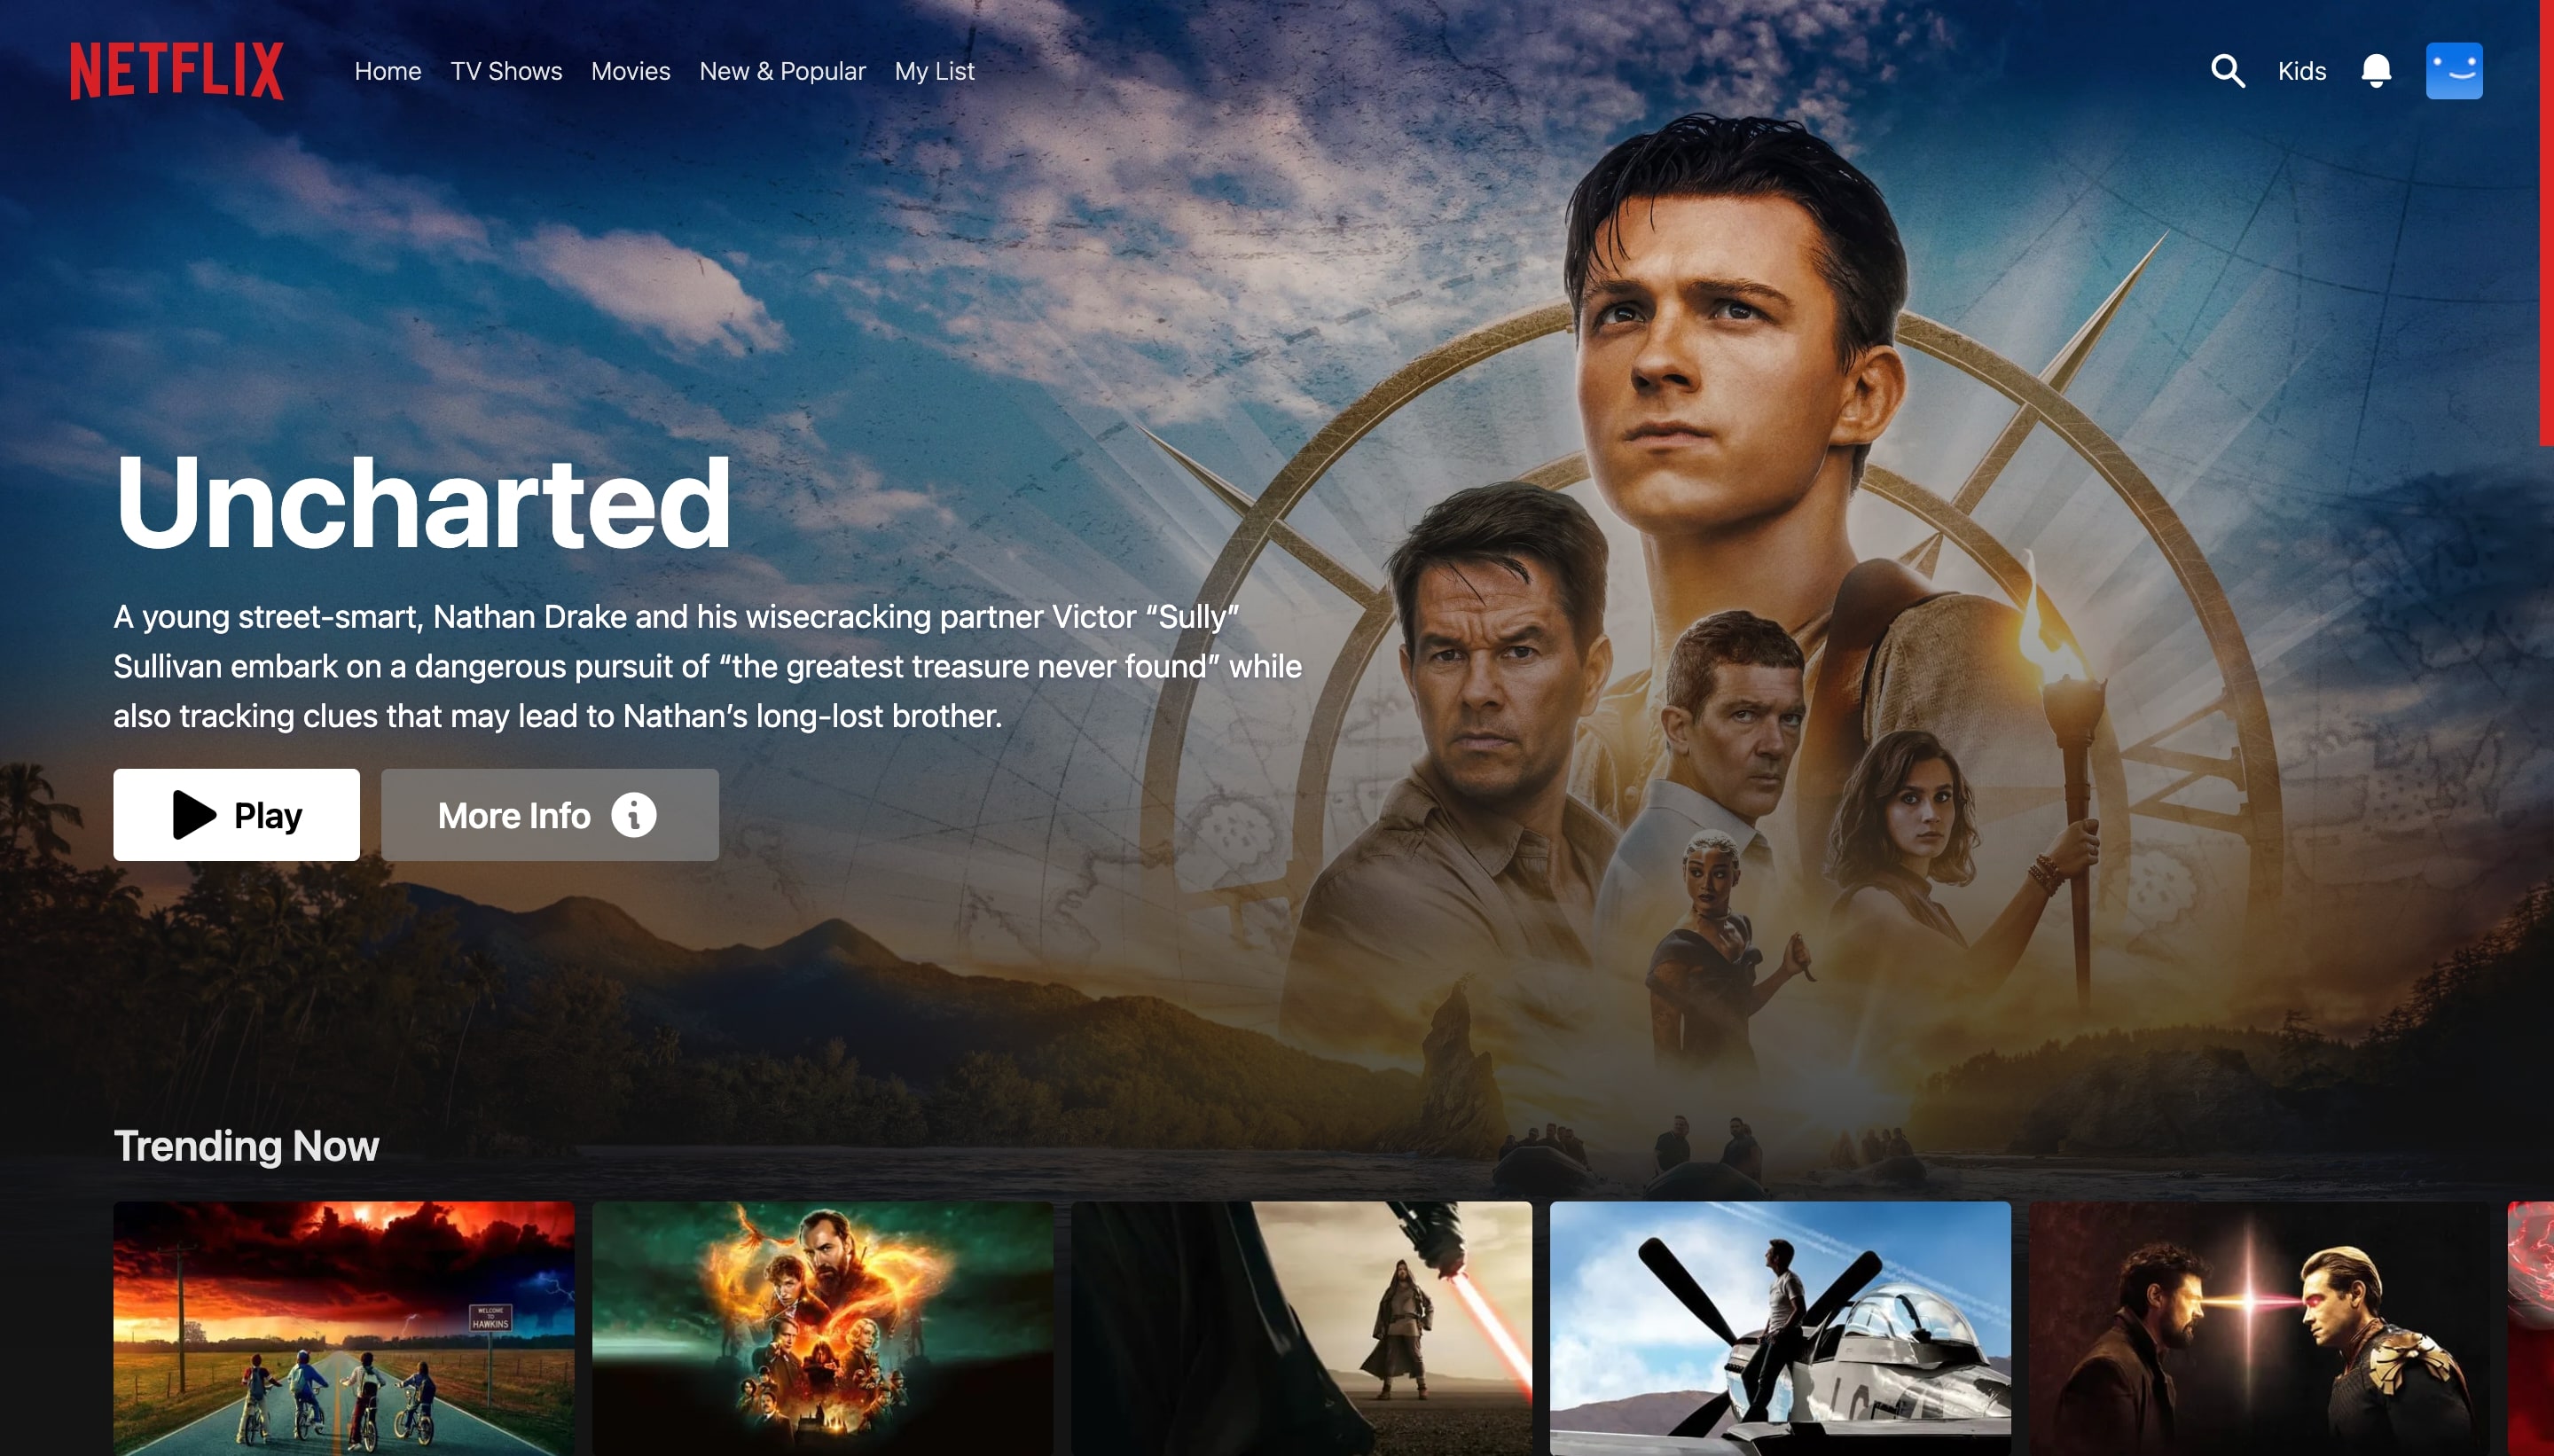 NETFLIX
Home
TV Shows
Movies
New & Popular
My List
Kids
Uncharted
A young street-smart, Nathan Drake and his wisecracking partner Victor “Sully”
Sullivan embark on a dangerous pursuit of “the greatest treasure never found” while
also tracking clues that may lead to Nathan’s long-lost brother.
Play
More Info
Trending Now
WELCOME
TO
HAWKINS